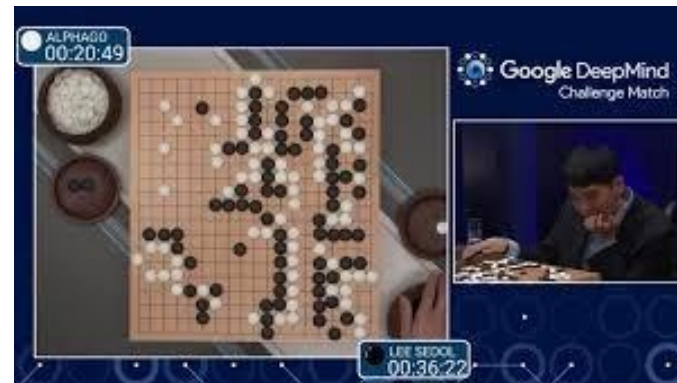 ALPHAGO
00:20:49
Google DeepMind
Challenge Match
LEE SEDOL
00:36:22